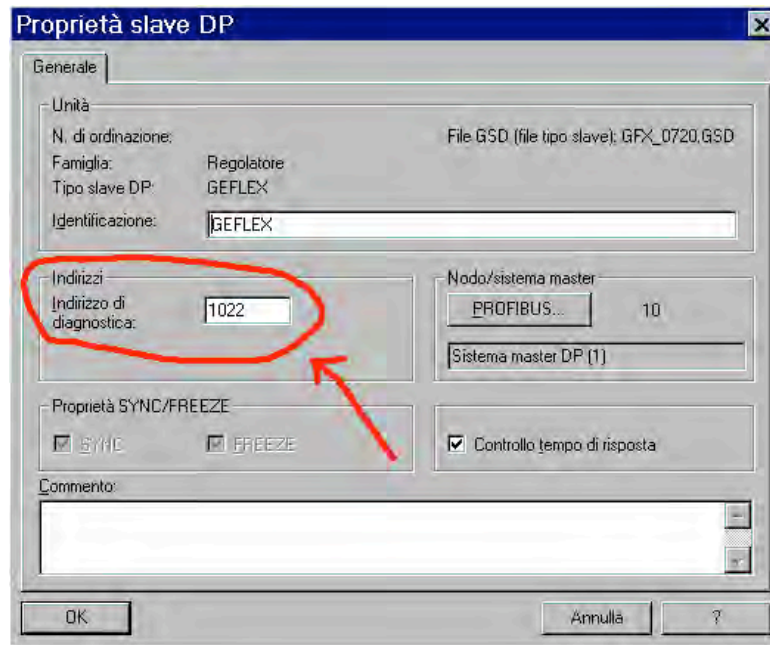 Proprietà slave DP
Generale
Unità
N. di ordinazione: File GSD (file tipo slave): GFX_0720.GSD
Famiglia: Regolatore
Tipo slave DP: GEFLEX
Identificazione: GEFLEX
Indirizzi
Indirizzo di diagnostica: 1022
Nodo/sistema master
PROFIBUS... 10
Sistema master DP (1)
Proprietà SYNC/FREEZE
SYNC FREEZE
Controllo tempo di risposta
Commento:
OK Annulla ?